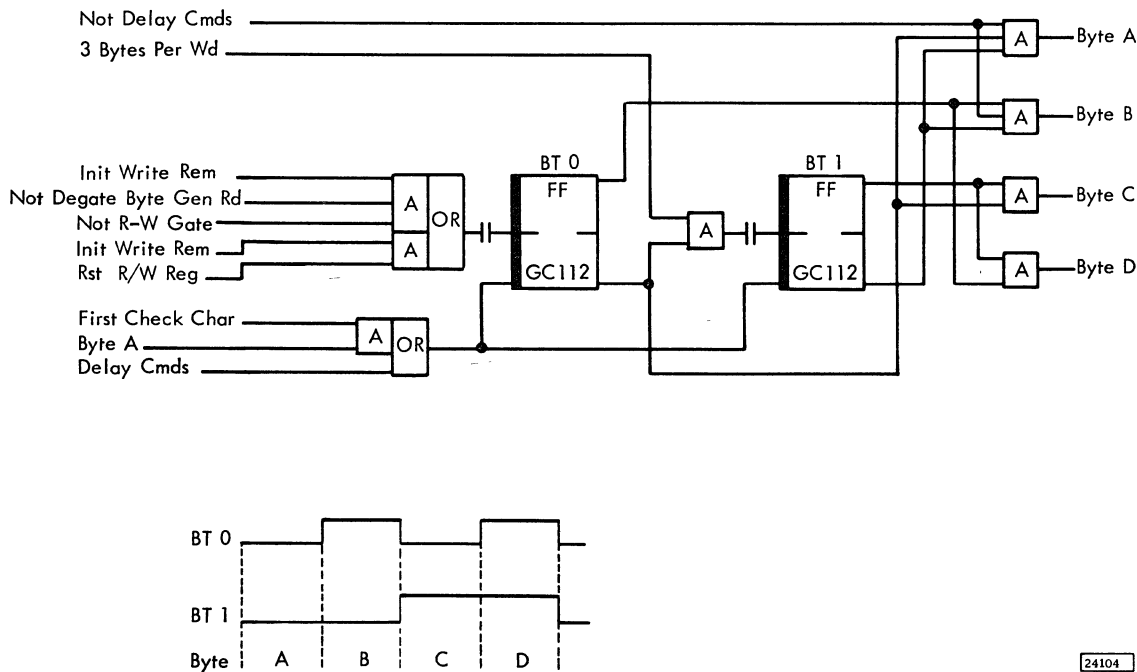 Not Delay Cmds
3 Bytes Per Wd
A
Byte A
A
Byte B
Init Write Rem
Not Degate Byte Gen Rd
Not R-W Gate
Init Write Rem
Rst R/W Reg
A
A
OR
BT 0
FF
GC112
A
BT 1
FF
GC112
A
Byte C
A
Byte D
First Check Char
Byte A
Delay Cmds
A
OR
BT 0
BT 1
Byte A B C D
24104